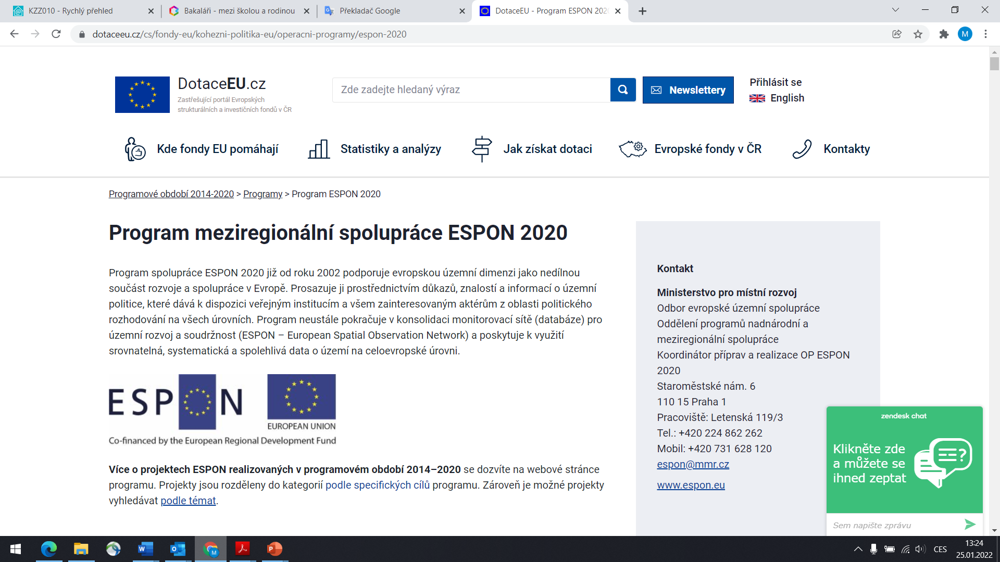 KZZ010 - Rychlý přehled
Bakaláři - mezi školou a rodinou
Překladač Google
DotaceEU - Program ESPON 2020
dotaceeu.cz/cs/fondy-eu/kohezni-politika-eu/operacni-programy/espon-2020
M
DotaceEU.cz
Zastřešující portál Evropských
strukturálních a investičních fondů v ČR
Zde zadejte hledaný výraz
Newslettery
Přihlásit se
English
Kde fondy EU pomáhají
Statistiky a analýzy
Jak získat dotaci
Evropské fondy v ČR
Kontakty
Programové období 2014-2020 > Programy > Program ESPON 2020
Program meziregionální spolupráce ESPON 2020
Program spolupráce ESPON 2020 již od roku 2002 podporuje evropskou územní dimenzi jako nedílnou
součást rozvoje a spolupráce v Evropě. Prosazuje ji prostřednictvím důkazů, znalostí a informací o územní
politice, které dává k dispozici veřejným institucím a všem zainteresovaným aktérům z oblasti politického
rozhodování na všech úrovních. Program neustále pokračuje v konsolidaci monitorovací sítě (databáze) pro
územní rozvoj a soudržnost (ESPON – European Spatial Observation Network) a poskytuje k využití
srovnatelná, systematická a spolehlivá data o území na celoevropské úrovni.
ESPON
EUROPEAN UNION
Co-financed by the European Regional Development Fund
Více o projektech ESPON realizovaných v programovém období 2014–2020 se dozvíte na webové stránce
programu. Projekty jsou rozděleny do kategorií podle specifických cílů programu. Zároveň je možné projekty
vyhledávat podle témat.
Kontakt
Ministerstvo pro místní rozvoj
Odbor evropské územní spolupráce
Oddělení programů nadnárodní a
meziregionální spolupráce
Koordinátor příprav a realizace OP ESPON
2020
Staroměstské nám. 6
110 15 Praha 1
Pracoviště: Letenská 119/3
Tel.: +420 224 862 262
Mobil: +420 731 628 120
espon@mmr.cz
www.espon.eu
zendesk chat
Klikněte zde
a můžete se
ihned zeptat
Sem napište zprávu
CES
13:24
25.01.2022